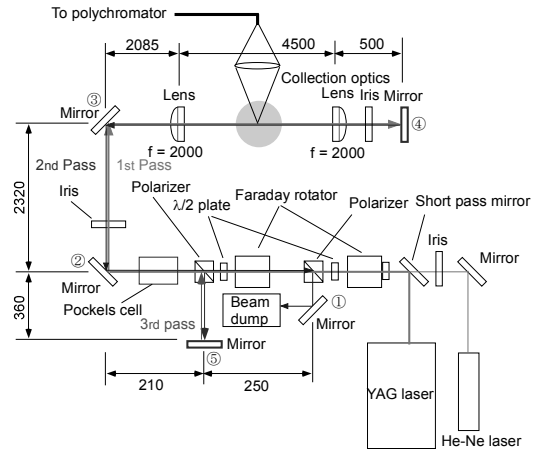 To polychromator
2085
4500
500
Collection optics
③
Mirror
Lens
Lens
Iris
Mirror
④
f = 2000
f = 2000
2nd Pass
1st Pass
2320
Polarizer
λ/2 plate
Faraday rotator
Polarizer
Short pass mirror
Iris
Iris
Mirror
②
Mirror
Pockels cell
①
Beam
dump
Mirror
360
3rd pass
Mirror
⑤
210
250
YAG laser
He-Ne laser